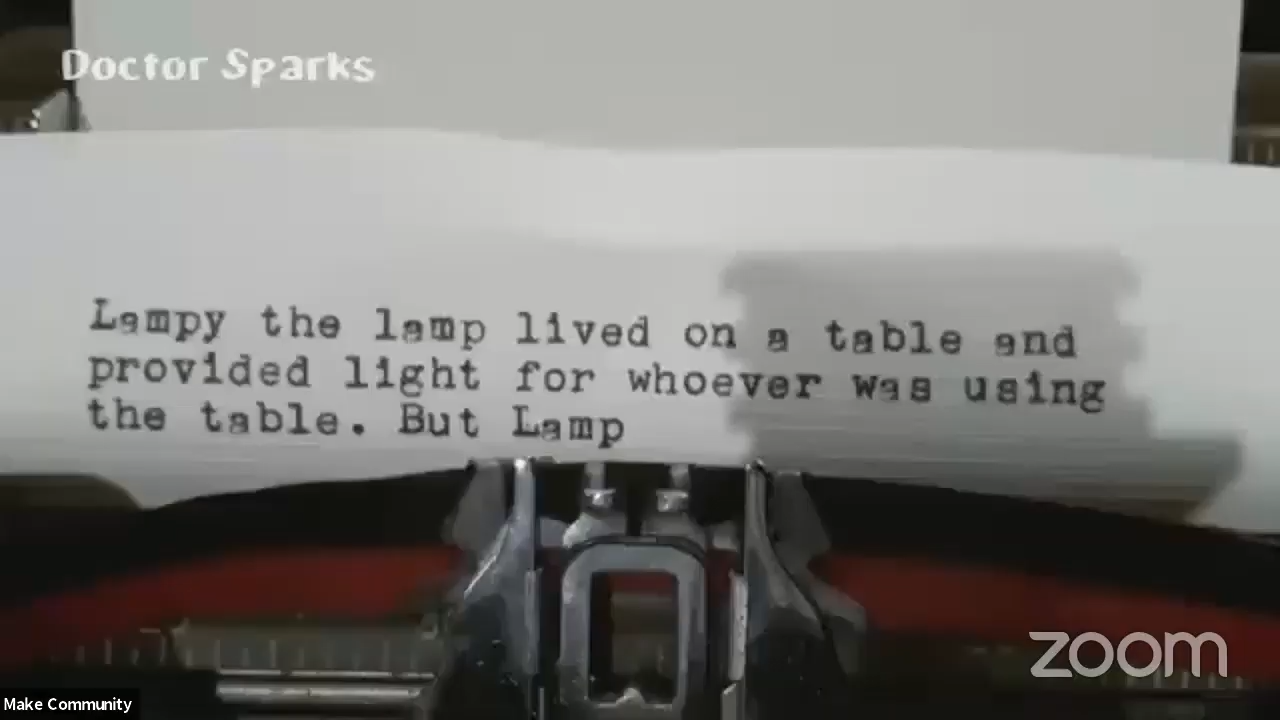 Doctor Sparks
Lampy the lamp lived on a table and
provided light for whoever was using
the table. But Lamp
zoom
Make Community